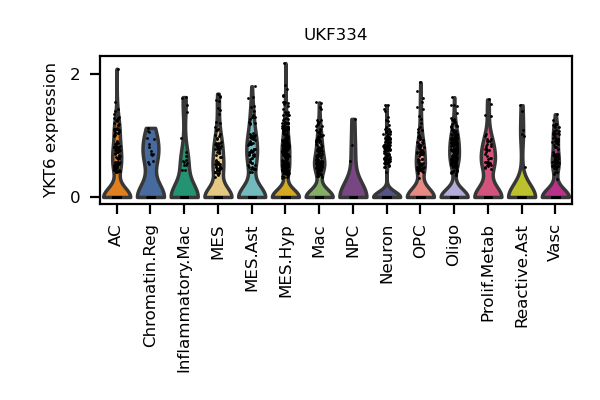 UKF334
YKT6 expression
2
0
AC
Chromatin.Reg
Inflammatory.Mac
MES
MES.Ast
MES.Hyp
Mac
NPC
Neuron
OPC
Oligo
Prolif.Metab
Reactive.Ast
Vasc